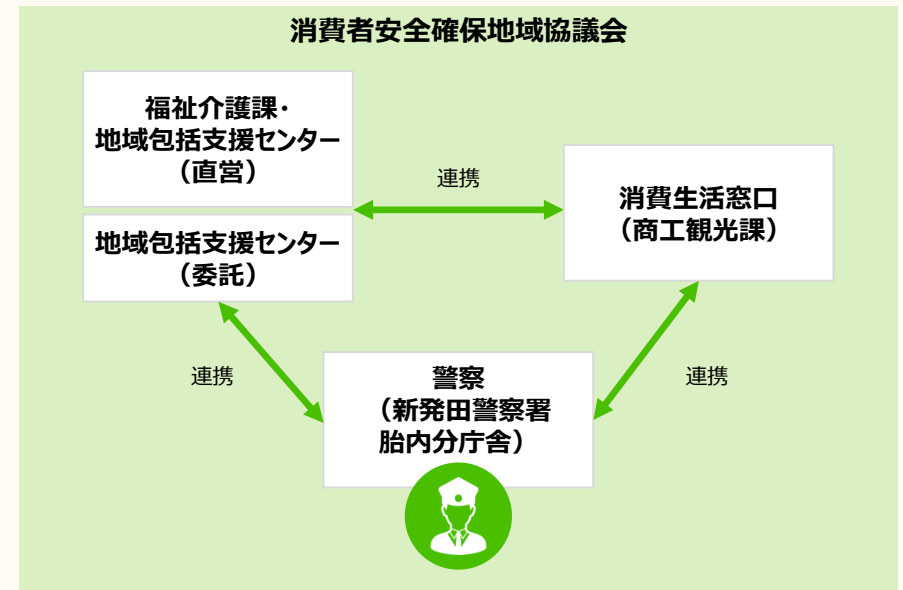 消費者安全確保地域協議会
福祉介護課・
地域包括支援センター
（直営）
地域包括支援センター
（委託）
連携
消費生活窓口
（商工観光課）
連携
警察
（新発田警察署
胎内分庁舎）
連携